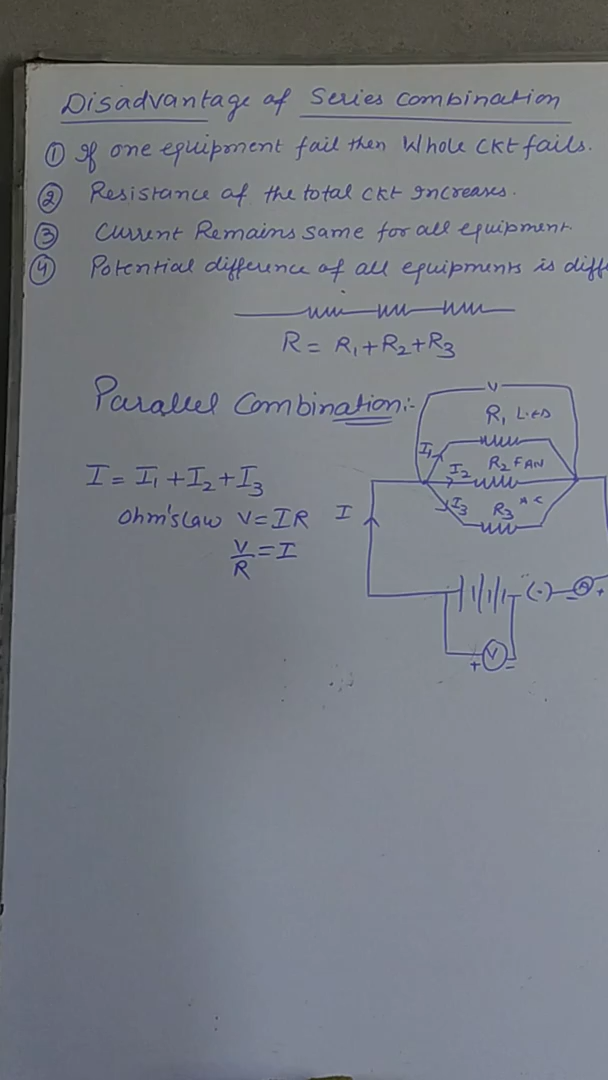 Disadvantage of Series Combination
① If one equipment fail then Whole CKt fails.
② Resistance of the total CKt Increases.
③ Current Remains Same for all equipment.
④ Potential difference of all equipments is diff
R = R₁+R₂+R₃
Parallel Combination:-
V
R₁ LED
I₁
I₂ R₂ FAN
I = I₁+I₂+I₃
I₃ R₃ AC
Ohm's law V=IR
I
V/R = I
(.) A +
-
+ V -